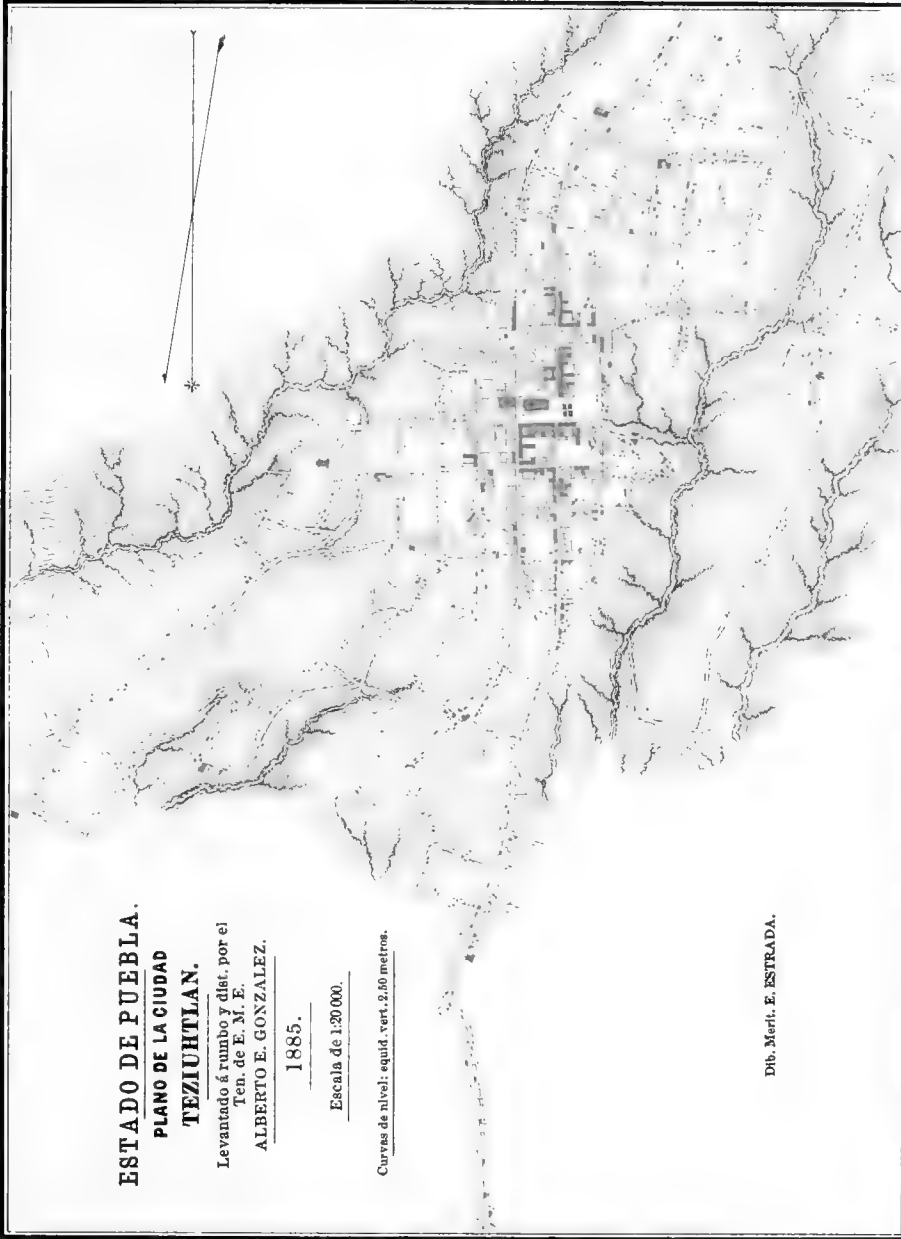 ESTADO DE PUEBLA.
PLANO DE LA CIUDAD
TEZIUHTLAN.
Levantado á rumbo y dist. por el
Ten. de E. M. E.
ALBERTO E. GONZALEZ.
1885.
Escala de 1:20 000.
Curvas de nivel: equid. vert. 2.50 metros.
Dib. Merit. E. ESTRADA.